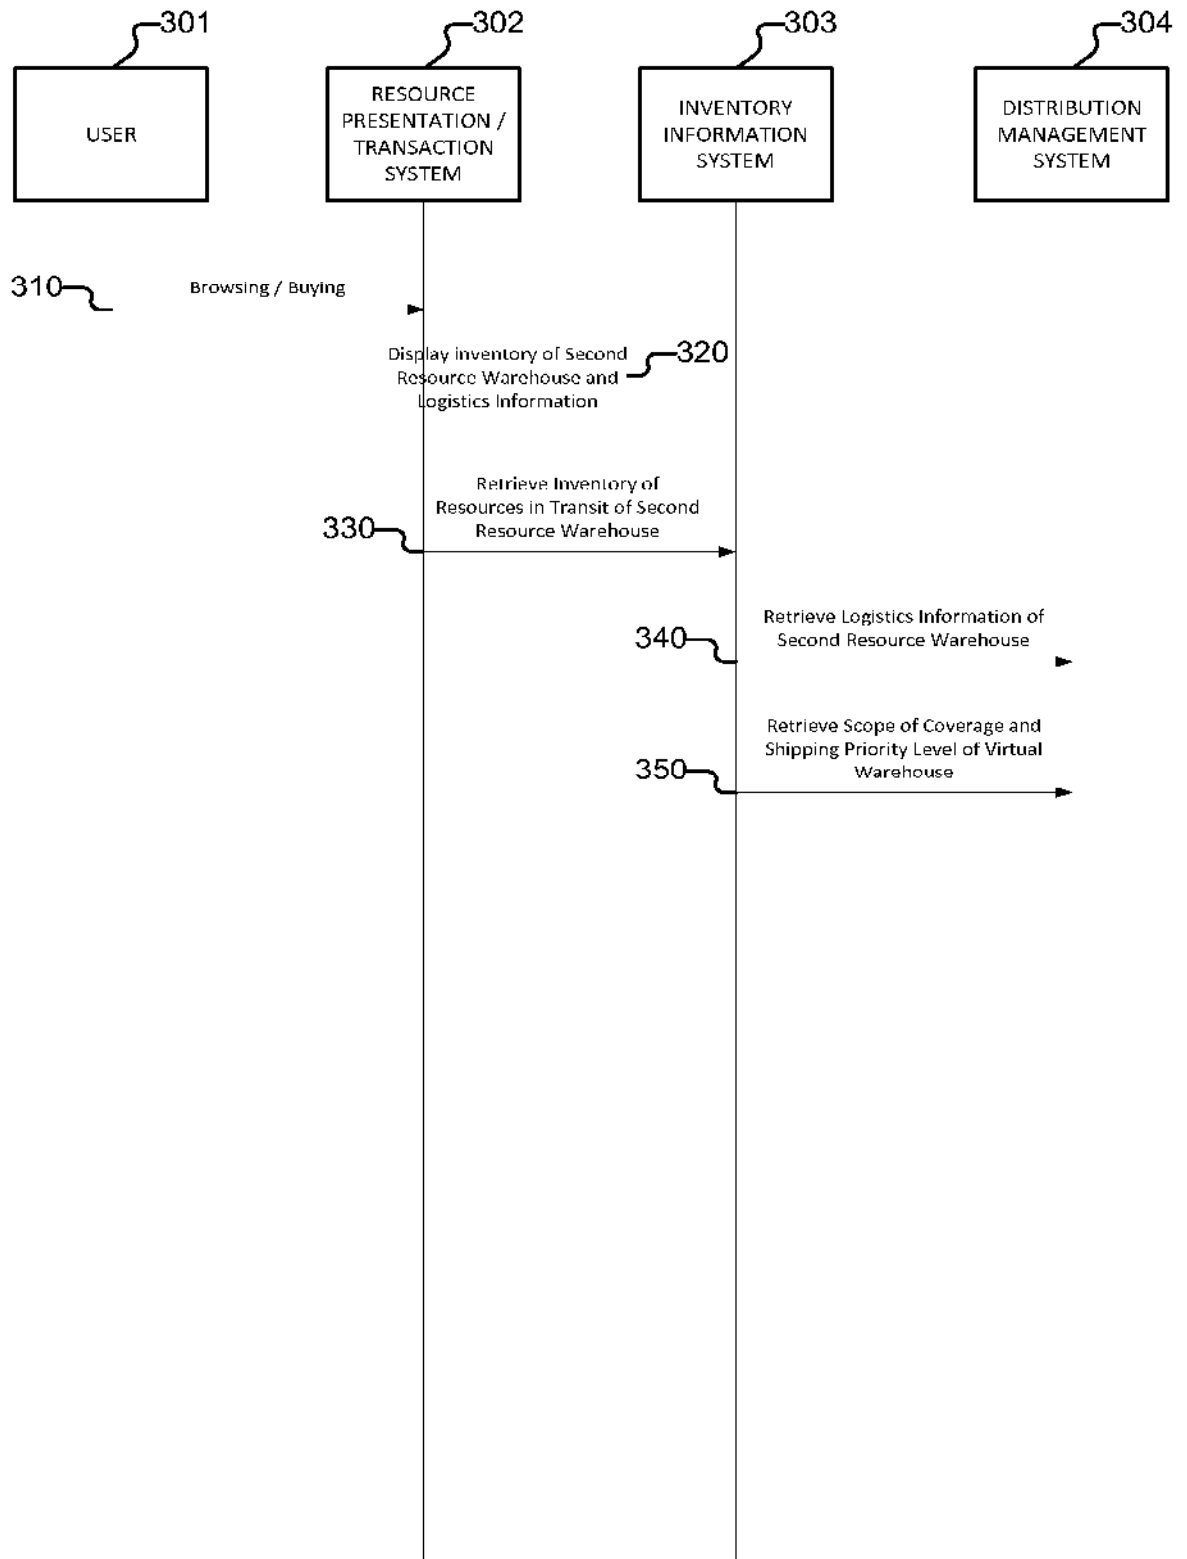 301
302
303
304
USER
RESOURCE
PRESENTATION /
TRANSACTION
SYSTEM
INVENTORY
INFORMATION
SYSTEM
DISTRIBUTION
MANAGEMENT
SYSTEM
310
Browsing / Buying
Display inventory of Second
Resource Warehouse and
Logistics Information
320
Retrieve Inventory of
Resources in Transit of Second
Resource Warehouse
330
Retrieve Logistics Information of
Second Resource Warehouse
340
Retrieve Scope of Coverage and
Shipping Priority Level of Virtual
Warehouse
350